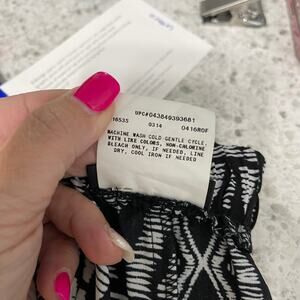 UPC#043849393681
16535 0314 0416ROF
MACHINE WASH COLD GENTLE CYCLE,
WITH LIKE COLORS, NON-CHLORINE
BLEACH ONLY, IF NEEDED, LINE
DRY, COOL IRON IF NEEDED